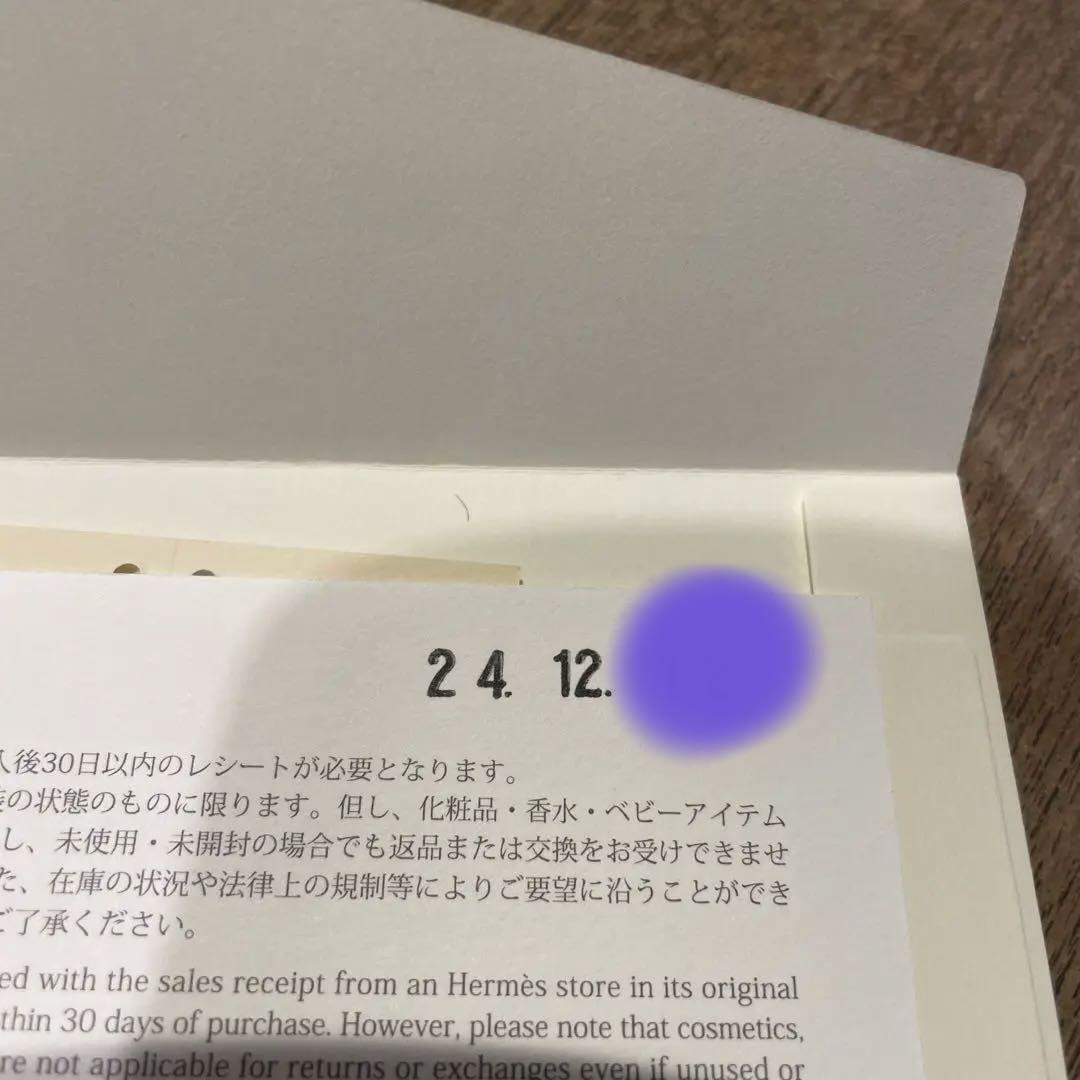 24. 12.
後30日以内のレシートが必要となります。
の状態のものに限ります。但し、化粧品・香水・ベビーアイテム
し、未使用・未開封の場合でも返品または交換をお受けできませ
た、在庫の状況や法律上の規制等によりご要望に沿うことができ
ご了承ください。
ed with the sales receipt from an Hermès store in its original
thin 30 days of purchase. However, please note that cosmetics,
re not applicable for returns or exchanges even if unused or